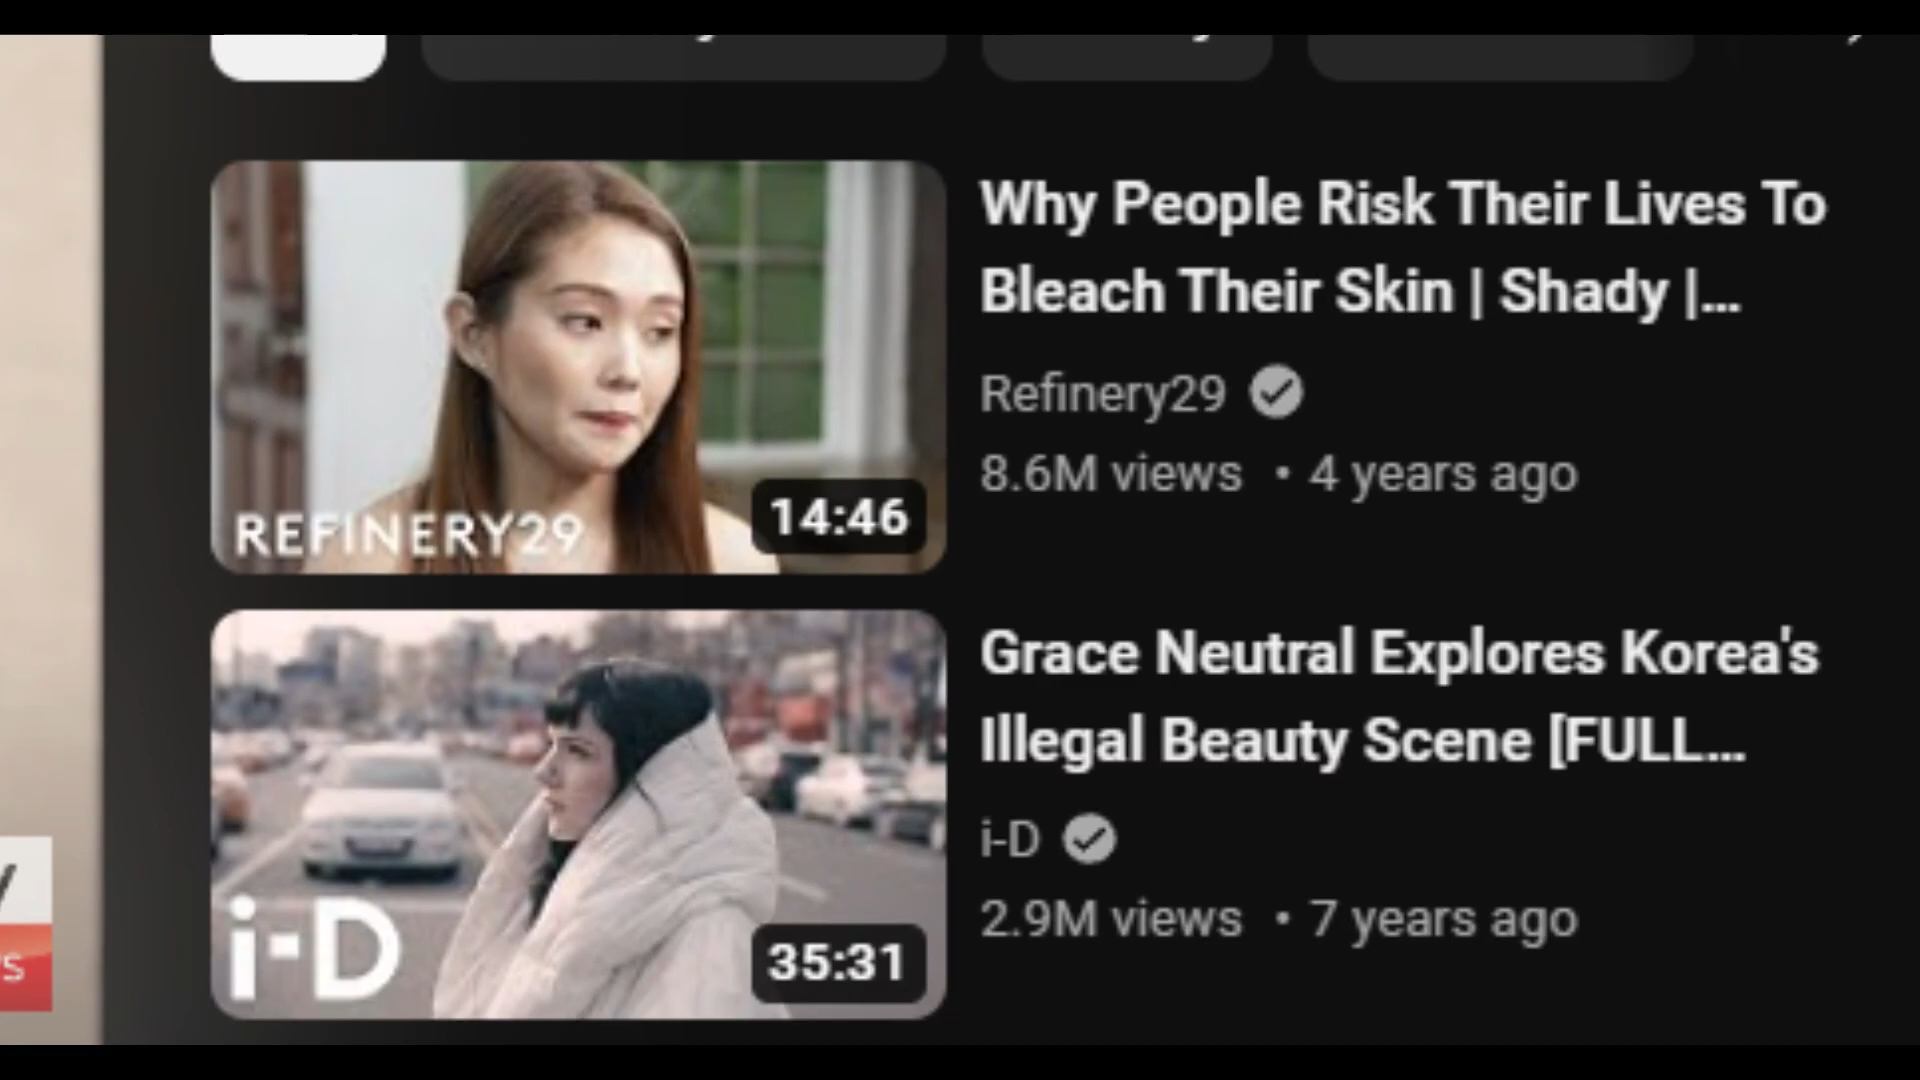 Why People Risk Their Lives To
Bleach Their Skin | Shady |...
Refinery29
8.6M views • 4 years ago
REFINERY29
14:46
Grace Neutral Explores Korea's
Illegal Beauty Scene [FULL...
i-D
2.9M views • 7 years ago
i-D
35:31